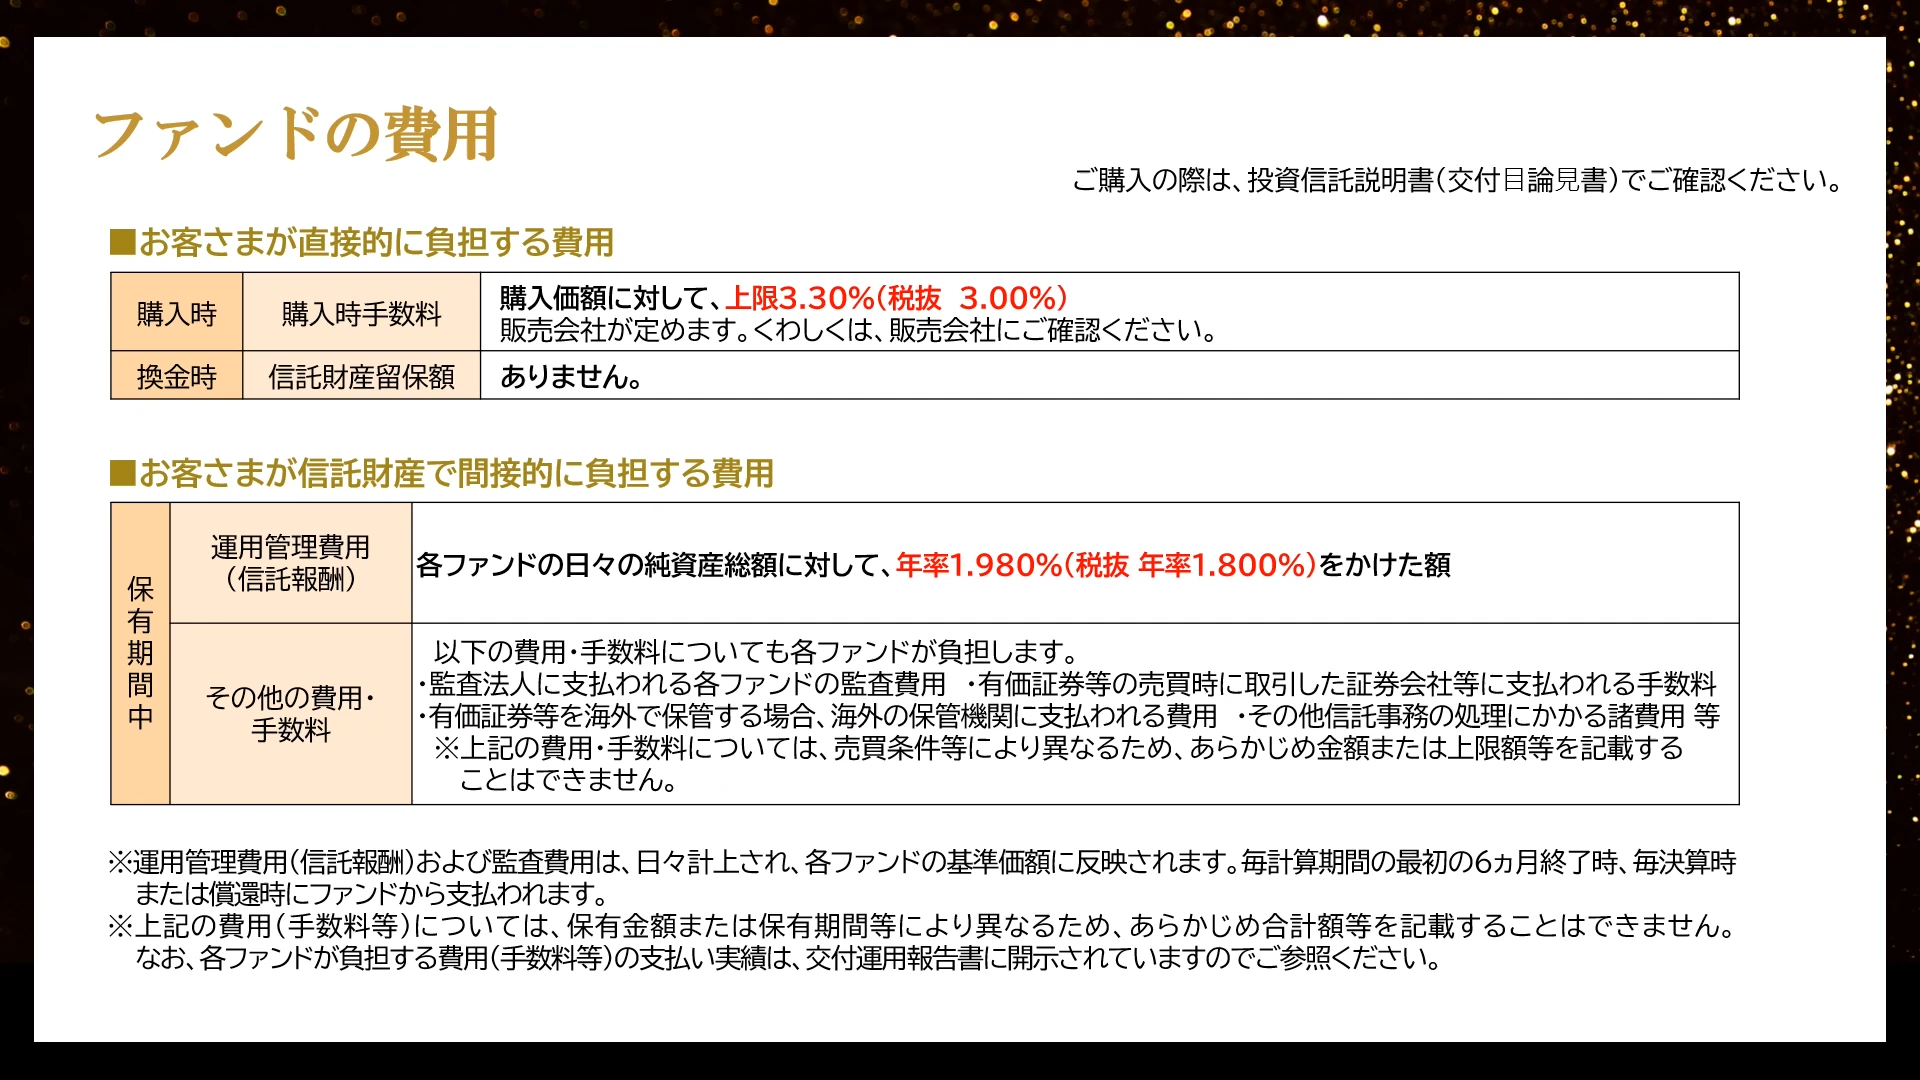 ファンドの費用
ご購入の際は、投資信託説明書（交付目論見書）でご確認ください。
■お客さまが直接的に負担する費用
購入時
購入時手数料
購入価額に対して、上限3.30％（税抜 3.00％）
販売会社が定めます。くわしくは、販売会社にご確認ください。
換金時
信託財産留保額
ありません。
■お客さまが信託財産で間接的に負担する費用
保有期間中
運用管理費用
（信託報酬）
各ファンドの日々の純資産総額に対して、年率1.980％（税抜 年率1.800％）をかけた額
その他の費用・
手数料
以下の費用・手数料についても各ファンドが負担します。
・監査法人に支払われる各ファンドの監査費用 ・有価証券等の売買時に取引した証券会社等に支払われる手数料
・有価証券等を海外で保管する場合、海外の保管機関に支払われる費用 ・その他信託事務の処理にかかる諸費用 等
※上記の費用・手数料については、売買条件等により異なるため、あらかじめ金額または上限額等を記載する
ことはできません。
※運用管理費用（信託報酬）および監査費用は、日々計上され、各ファンドの基準価額に反映されます。毎計算期間の最初の6ヵ月終了時、毎決算時
または償還時にファンドから支払われます。
※上記の費用（手数料等）については、保有金額または保有期間等により異なるため、あらかじめ合計額等を記載することはできません。
なお、各ファンドが負担する費用（手数料等）の支払い実績は、交付運用報告書に開示されていますのでご参照ください。